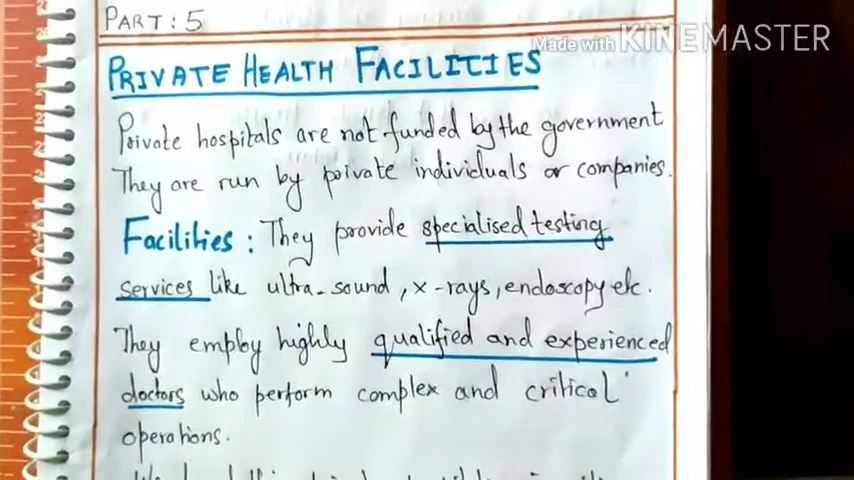 PART : 5
Made with KINEMASTER
PRIVATE HEALTH FACILITIES
Private hospitals are not funded by the government
They are run by private individuals or companies.
Facilities : They provide specialised testing
services like ultra-sound, x-rays, endoscopy etc.
They employ highly qualified and experienced
doctors who perform complex and critical
operations.